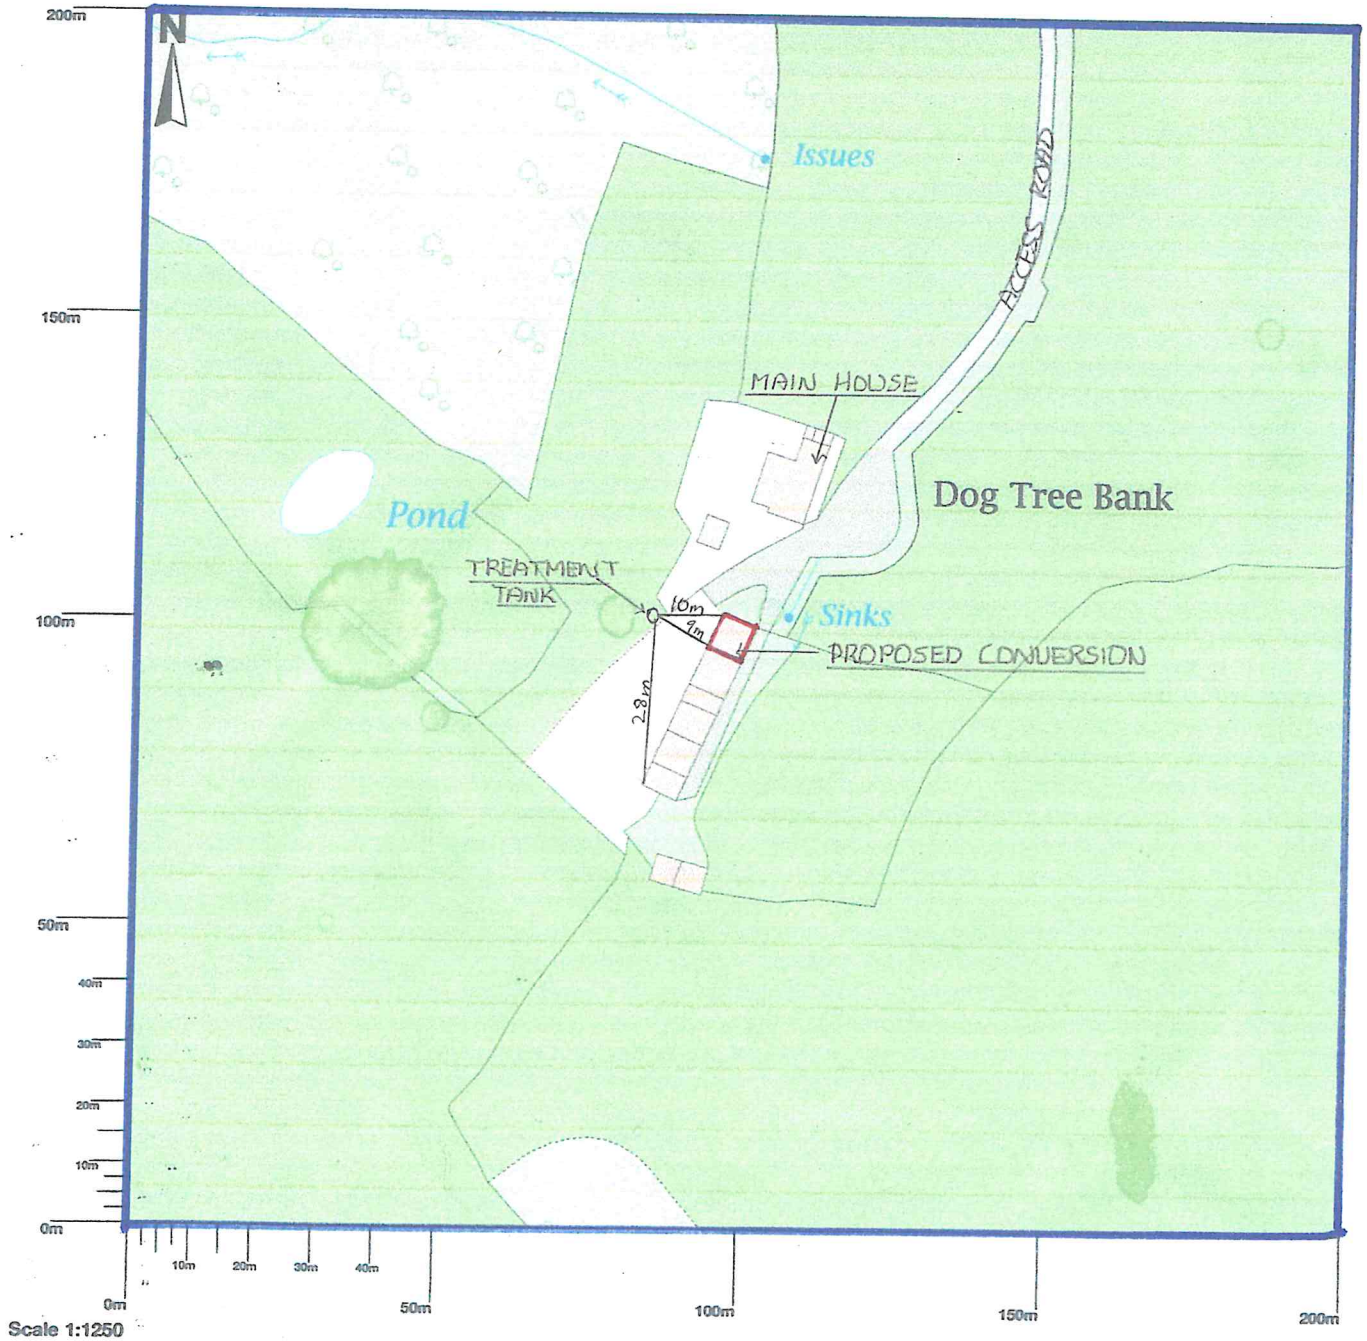 200m
N
Issues
ACCESS ROAD
150m
MAIN HOUSE
Dog Tree Bank
Pond
TREATMENT
TANK
100m
10m
9m
Sinks
PROPOSED CONVERSION
28m
50m
40m
30m
20m
10m
0m
10m 20m 30m 40m
0m 50m 100m 150m 200m
Scale 1:1250